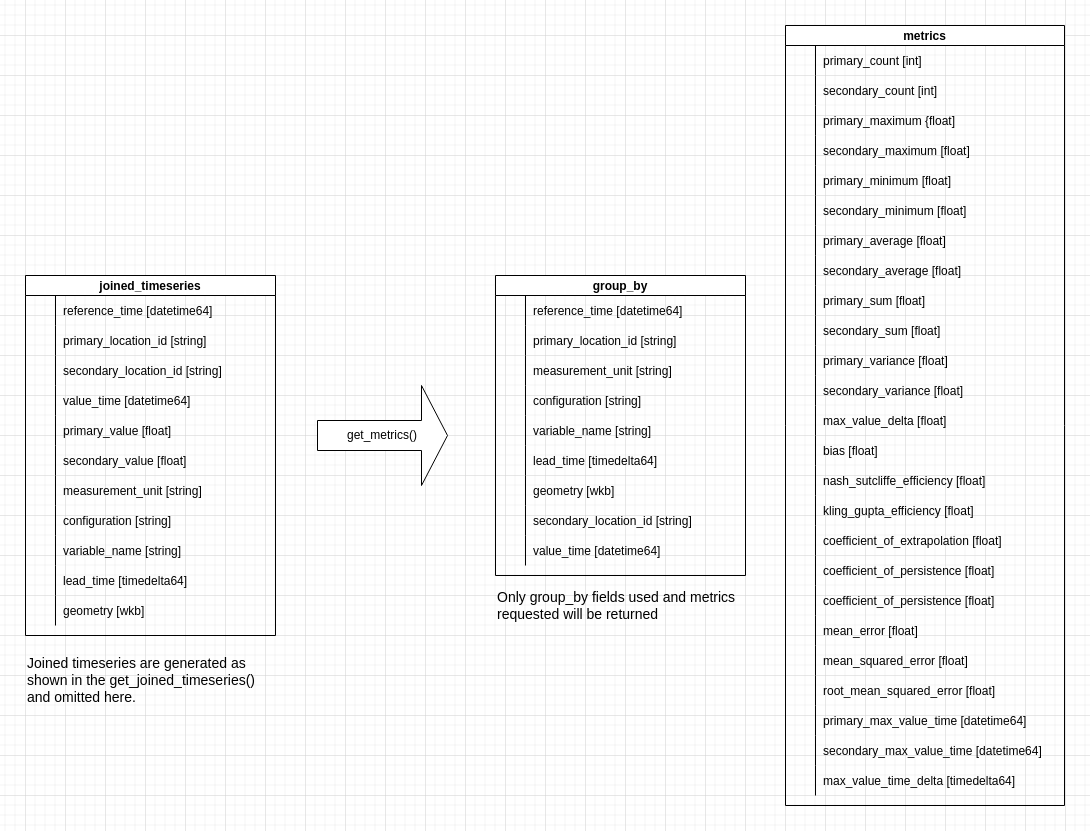 joined_timeseries
reference_time [datetime64]
primary_location_id [string]
secondary_location_id [string]
value_time [datetime64]
primary_value [float]
secondary_value [float]
measurement_unit [string]
configuration [string]
variable_name [string]
lead_time [timedelta64]
geometry [wkb]
Joined timeseries are generated as
shown in the get_joined_timeseries()
and omitted here.
get_metrics()
group_by
reference_time [datetime64]
primary_location_id [string]
measurement_unit [string]
configuration [string]
variable_name [string]
lead_time [timedelta64]
geometry [wkb]
secondary_location_id [string]
value_time [datetime64]
Only group_by fields used and metrics
requested will be returned
metrics
primary_count [int]
secondary_count [int]
primary_maximum {float]
secondary_maximum [float]
primary_minimum [float]
secondary_minimum [float]
primary_average [float]
secondary_average [float]
primary_sum [float]
secondary_sum [float]
primary_variance [float]
secondary_variance [float]
max_value_delta [float]
bias [float]
nash_sutcliffe_efficiency [float]
kling_gupta_efficiency [float]
coefficient_of_extrapolation [float]
coefficient_of_persistence [float]
coefficient_of_persistence [float]
mean_error [float]
mean_squared_error [float]
root_mean_squared_error [float]
primary_max_value_time [datetime64]
secondary_max_value_time [datetime64]
max_value_time_delta [timedelta64]